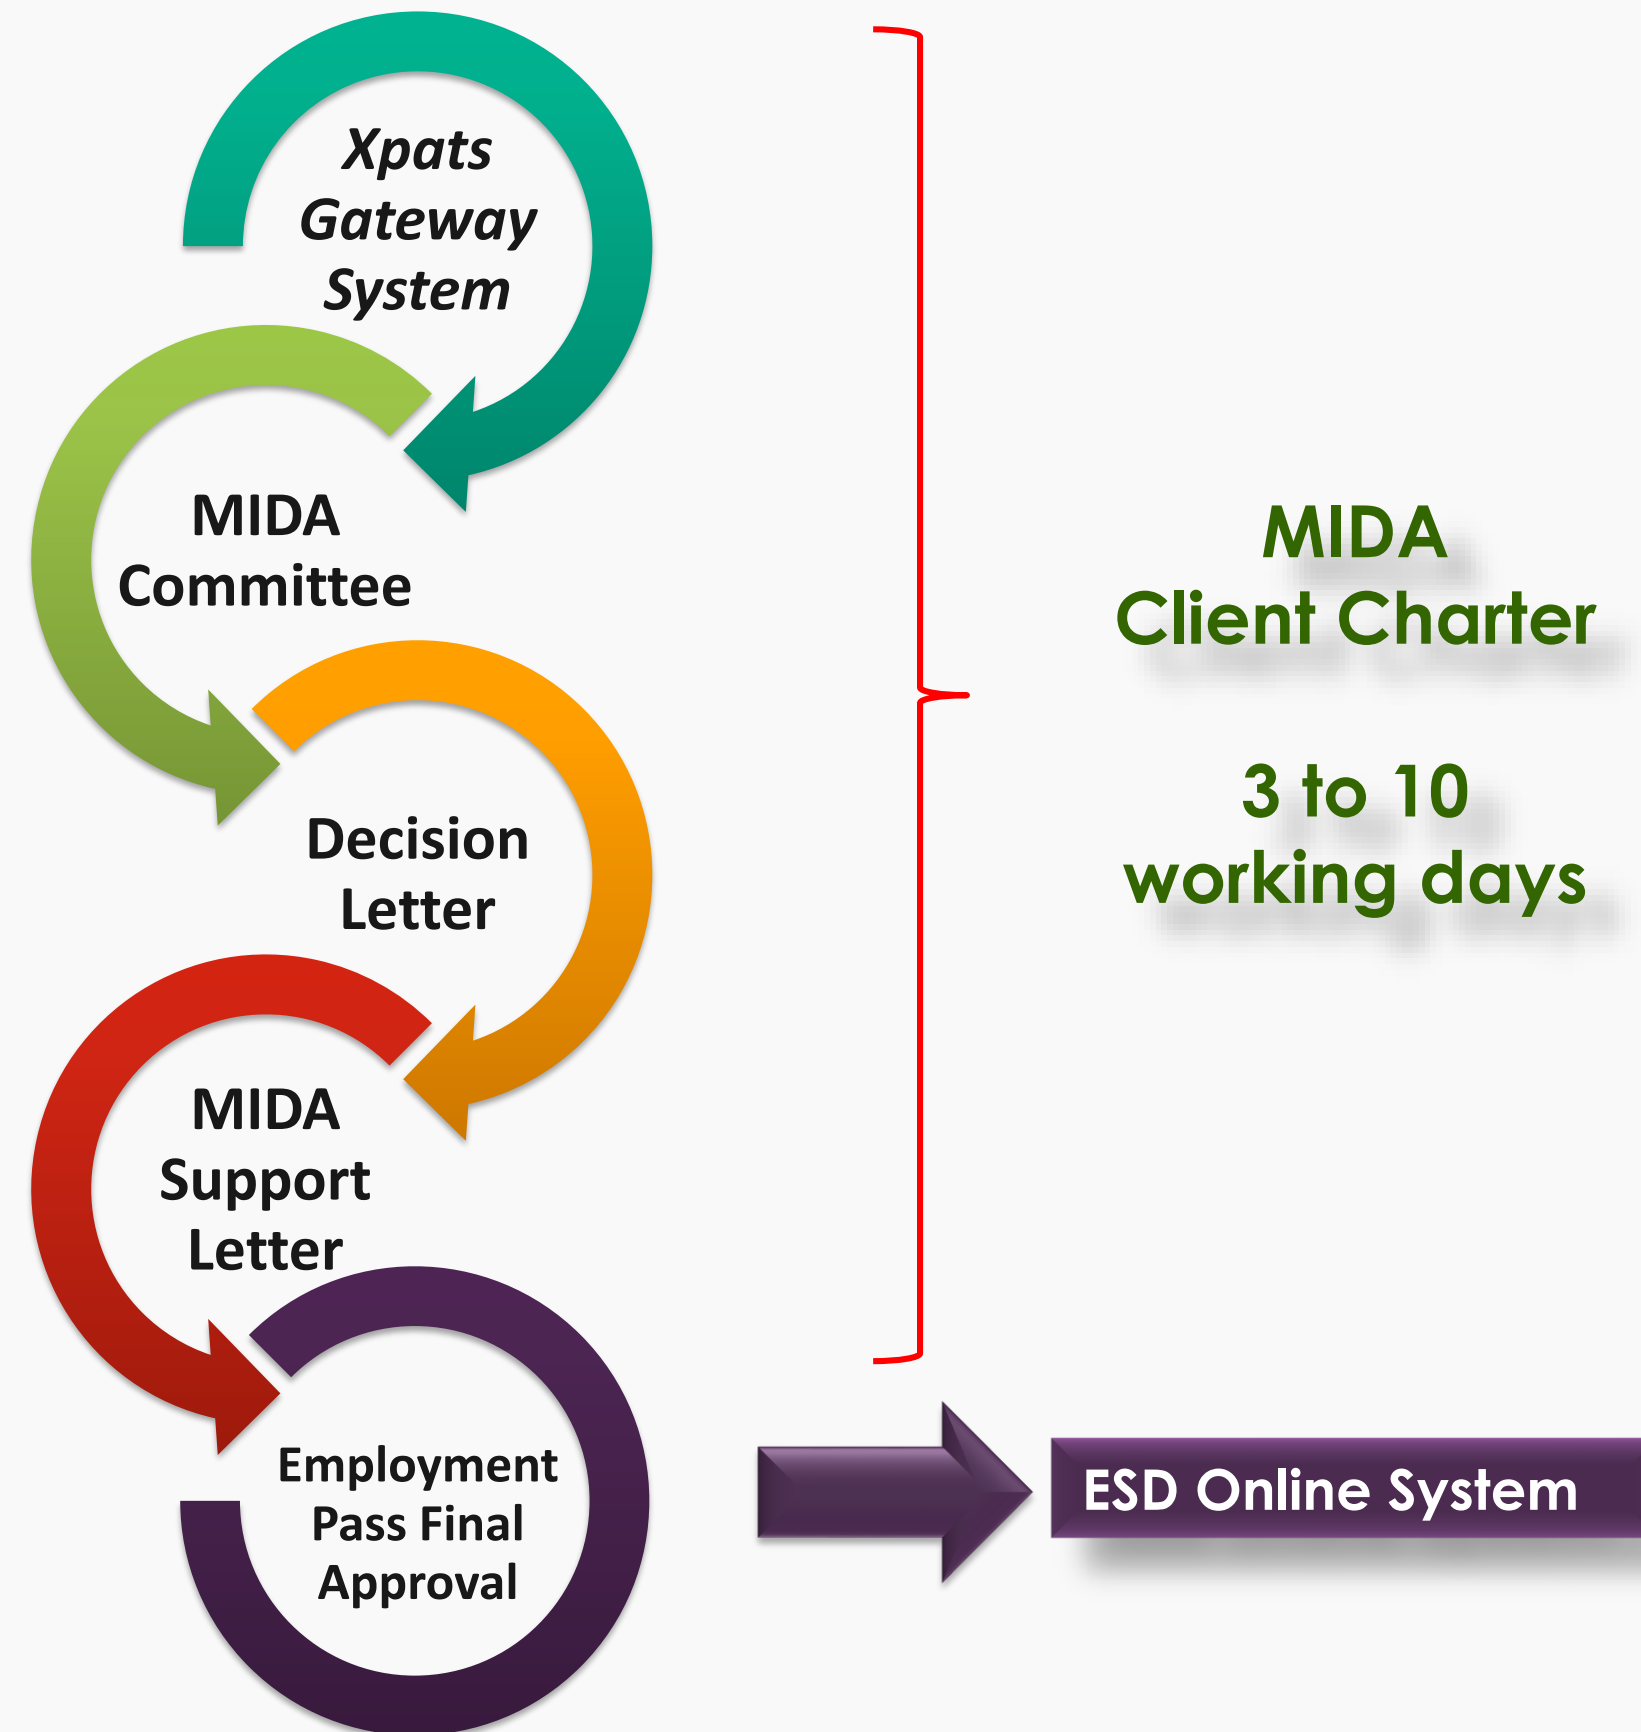 Xpats
Gateway
System
MIDA
Committee
Decision
Letter
MIDA
Support
Letter
Employment
Pass Final
Approval
MIDA
Client Charter
3 to 10
working days
ESD Online System